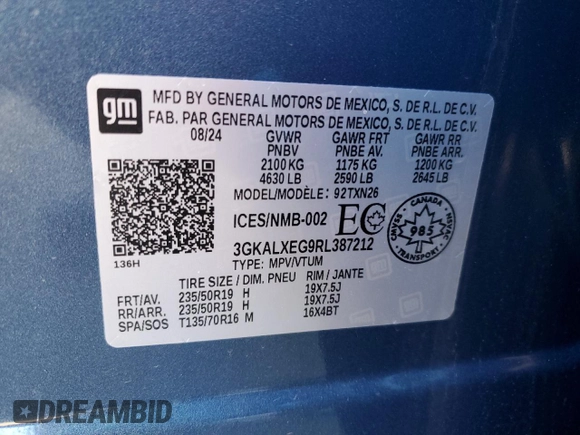 gm
MFD BY GENERAL MOTORS DE MEXICO, S. DE R.L. DE C.V.
FAB. PAR GENERAL MOTORS DE MEXICO, S. DE R.L. DE C.V.
08/24 GVWR GAWR FRT GAWR RR
PNBV PNBE AV. PNBE ARR.
2100 KG 1175 KG 1200 KG
4630 LB 2590 LB 2645 LB
MODEL/MODÈLE: 92TXN26
ICES/NMB-002 EC
CANADA
985
CMVSS NSVAC
3GKALXEG9RL387212
136H
TYPE: MPV/VTUM
TIRE SIZE / DIM. PNEU RIM / JANTE
FRT/AV. 235/50R19 H 19X7.5J
RR/ARR. 235/50R19 H 19X7.5J
SPA/SOS T135/70R16 M 16X4BT
DREAMBID